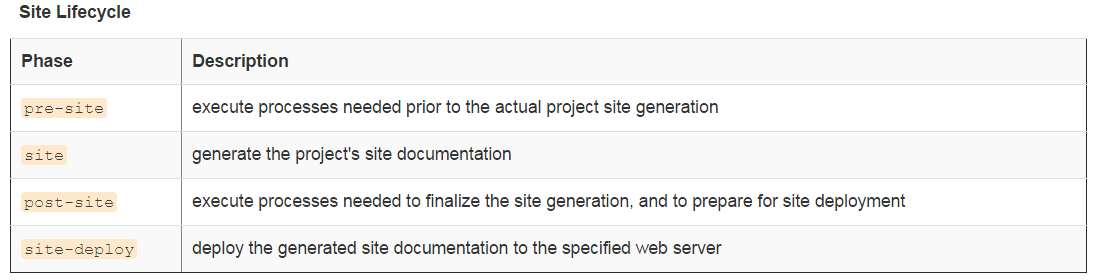 Site Lifecycle
Phase Description
pre-site execute processes needed prior to the actual project site generation
site generate the project's site documentation
post-site execute processes needed to finalize the site generation, and to prepare for site deployment
site-deploy deploy the generated site documentation to the specified web server